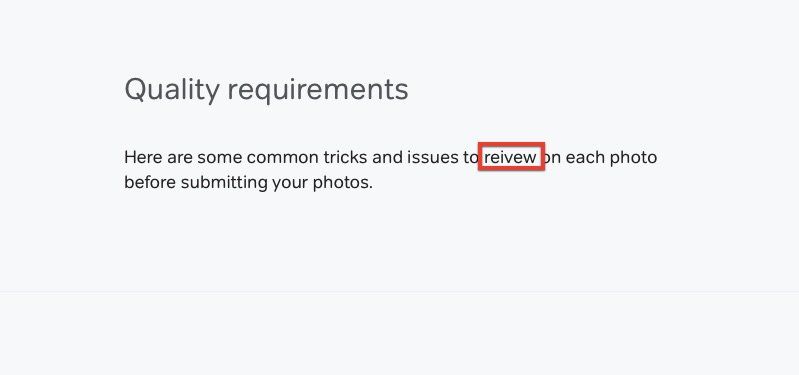 Quality requirements
Here are some common tricks and issues to reivew on each photo
before submitting your photos.